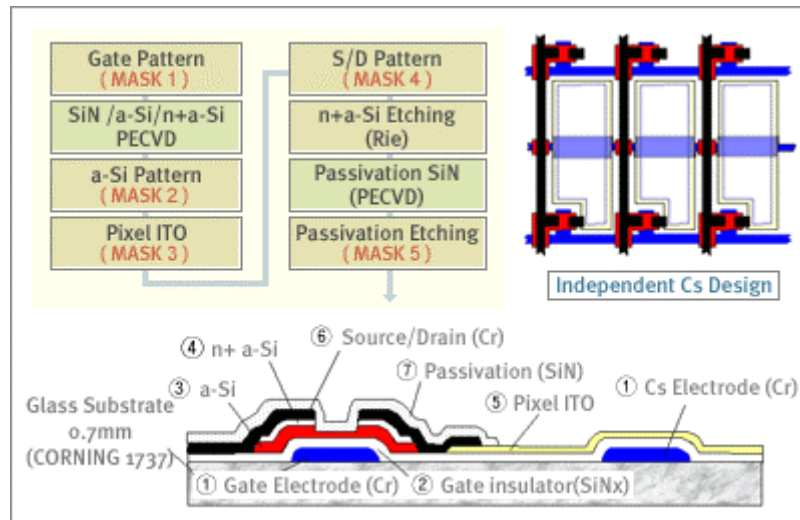 Gate Pattern
( MASK 1 )
SiN /a-Si/n+a-Si
PECVD
a-Si Pattern
( MASK 2 )
Pixel ITO
( MASK 3 )
S/D Pattern
( MASK 4 )
n+a-Si Etching
(Rie)
Passivation SiN
(PECVD)
Passivation Etching
( MASK 5 )
Independent Cs Design
⑥ Source/Drain (Cr)
④ n+ a-Si
⑦ Passivation (SiN)
③ a-Si
① Cs Electrode (Cr)
⑤ Pixel ITO
Glass Substrate
0.7mm
(CORNING 1737)
① Gate Electrode (Cr)
② Gate insulator(SiNx)